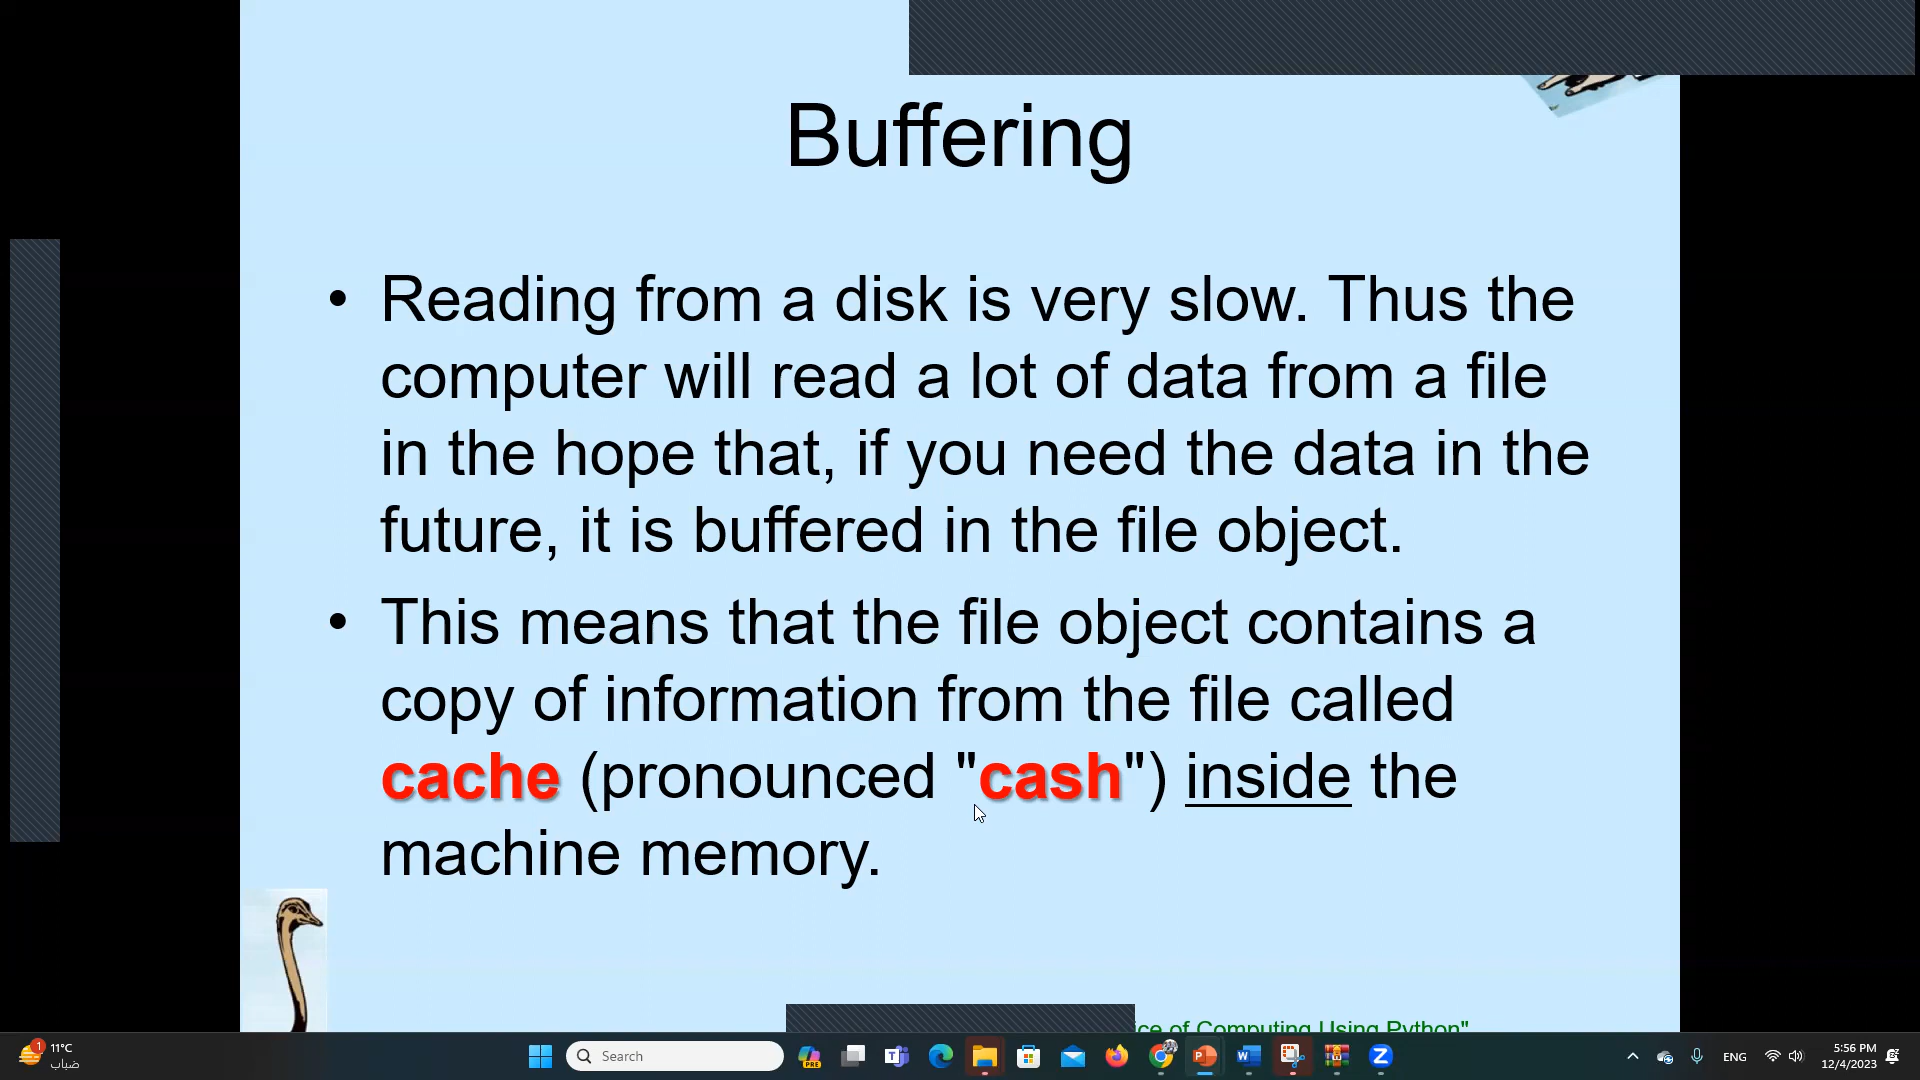 Buffering
• Reading from a disk is very slow. Thus the
computer will read a lot of data from a file
in the hope that, if you need the data in the
future, it is buffered in the file object.
• This means that the file object contains a
copy of information from the file called
cache (pronounced "cash") inside the
machine memory.
of Computing Using Python"
1
11°C
ضباب
Search
PRE
ENG
5:56 PM
12/4/2023